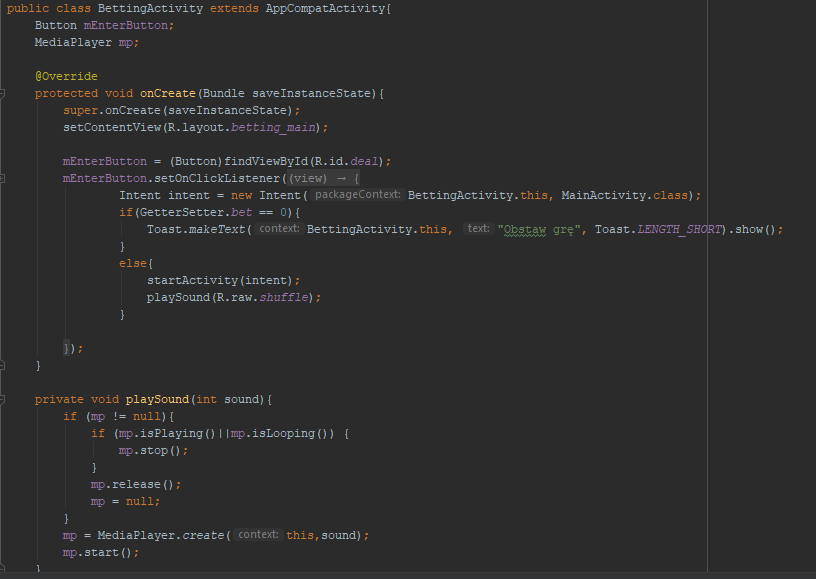 public class BettingActivity extends AppCompatActivity{
Button mEnterButton;
MediaPlayer mp;
@Override
protected void onCreate(Bundle saveInstanceState){
super.onCreate(saveInstanceState);
setContentView(R.layout.betting_main);
mEnterButton = (Button)findViewById(R.id.deal);
mEnterButton.setOnClickListener((view) → {
Intent intent = new Intent( packageContext: BettingActivity.this, MainActivity.class);
if(GetterSetter.bet == 0){
Toast.makeText( context: BettingActivity.this, text: "Obstaw grę", Toast.LENGTH_SHORT).show();
}
else{
startActivity(intent);
playSound(R.raw.shuffle);
}
});
}
private void playSound(int sound){
if (mp != null){
if (mp.isPlaying()||mp.isLooping()) {
mp.stop();
}
mp.release();
mp = null;
}
mp = MediaPlayer.create( context: this,sound);
mp.start();
}